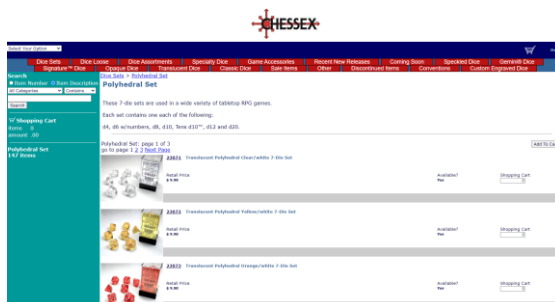 CHESSEX
Select Your Option
Dice Sets Dice Loose Dice Assortments Specialty Dice Game Accessories Recent New Releases Coming Soon Speckled Dice Gemini® Dice
Signature™ Dice Opaque Dice Translucent Dice Classic Dice Sale Items Other Discontinued Items Conventions Custom Engraved Dice
Search
Item Number Item Description
All Categories Contains
Search
Shopping Cart
items 0
amount .00
Polyhedral Set
147 items
Dice Sets > Polyhedral Set
Polyhedral Set
These 7-die sets are used in a wide variety of tabletop RPG games.
Each set contains one each of the following:
d4, d6 w/numbers, d8, d10, Tens d10™, d12 and d20.
Polyhedral Set: page 1 of 3
go to page 1 2 3 Next Page
Add To Ca
Translucent Polyhedral Clear/white 7-Die Set
Retail Price
Available?
Yes
Shopping Cart
Translucent Polyhedral Yellow/white 7-Die Set
Retail Price
Available?
Yes
Shopping Cart
23073 Translucent Polyhedral Orange/white 7-Die Set
Retail Price
Available?
Yes
Shopping Cart